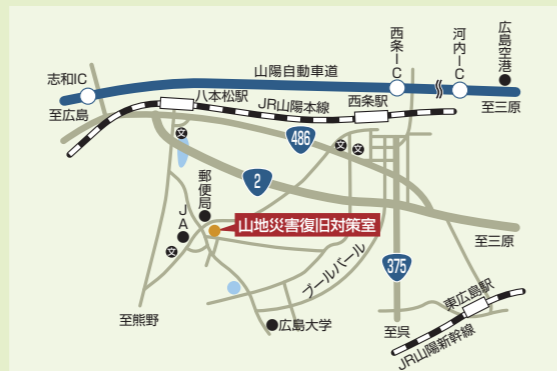 広島空港
河内IC
西条IC
志和IC
山陽自動車道
至広島
八本松駅
JR山陽本線
西条駅
至三原
文
486
文
文
2
郵便局
JA
山地災害復旧対策室
文
ブールバール
375
至三原
東広島駅
至熊野
広島大学
至呉
JR山陽新幹線